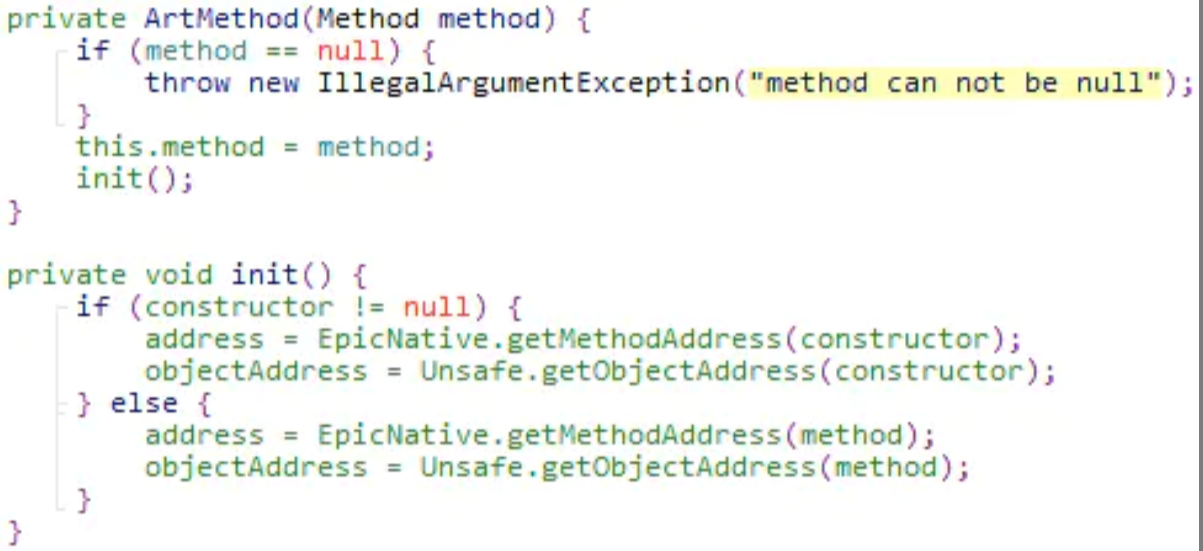 private ArtMethod(Method method) {
    if (method == null) {
        throw new IllegalArgumentException("method can not be null");
    }
    this.method = method;
    init();
}

private void init() {
    if (constructor != null) {
        address = EpicNative.getMethodAddress(constructor);
        objectAddress = Unsafe.getObjectAddress(constructor);
    } else {
        address = EpicNative.getMethodAddress(method);
        objectAddress = Unsafe.getObjectAddress(method);
    }
}